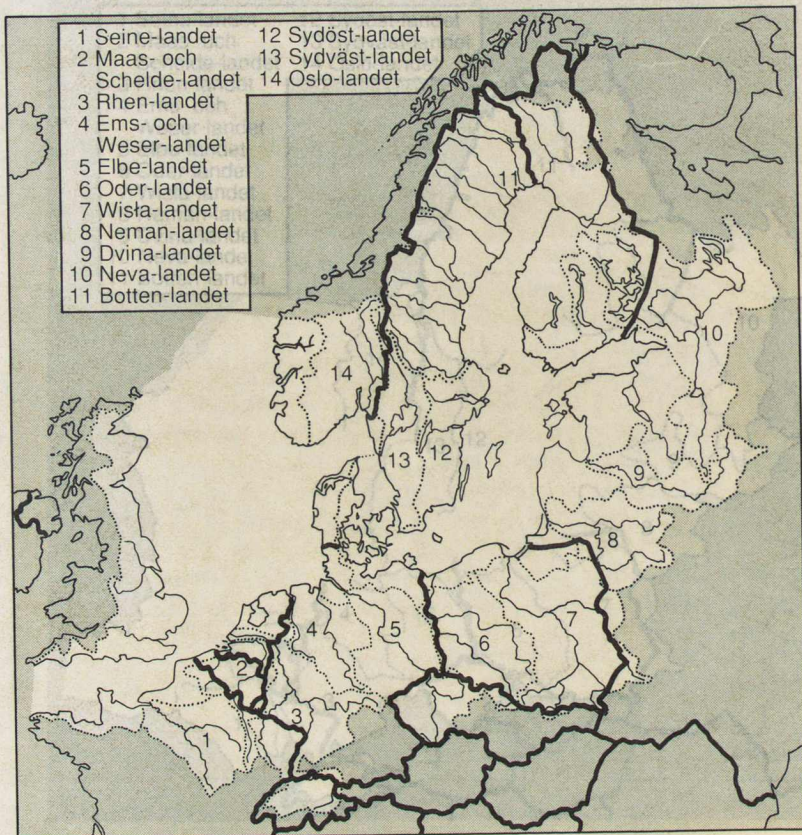 1 Seine-landet
2 Maas- och
Schelde-landet
3 Rhen-landet
4 Ems- och
Weser-landet
5 Elbe-landet
6 Oder-landet
7 Wisła-landet
8 Neman-landet
9 Dvina-landet
10 Neva-landet
11 Botten-landet
12 Sydöst-landet
13 Sydväst-landet
14 Oslo-landet
11
10
14
13
12
9
8
4
5
6
7
2
3
1